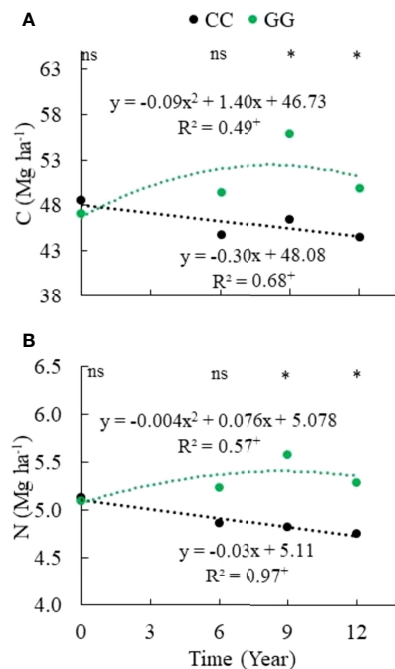 A
● CC ● GG
ns ns * *
63
58
53
48
43
38
C (Mg ha⁻¹)
y = -0.09x² + 1.40x + 46.73
R² = 0.49⁺
y = -0.30x + 48.08
R² = 0.68⁺
B
ns ns * *
6.5
6.0
5.5
5.0
4.5
4.0
N (Mg ha⁻¹)
y = -0.004x² + 0.076x + 5.078
R² = 0.57⁺
y = -0.03x + 5.11
R² = 0.97⁺
0 3 6 9 12
Time (Year)